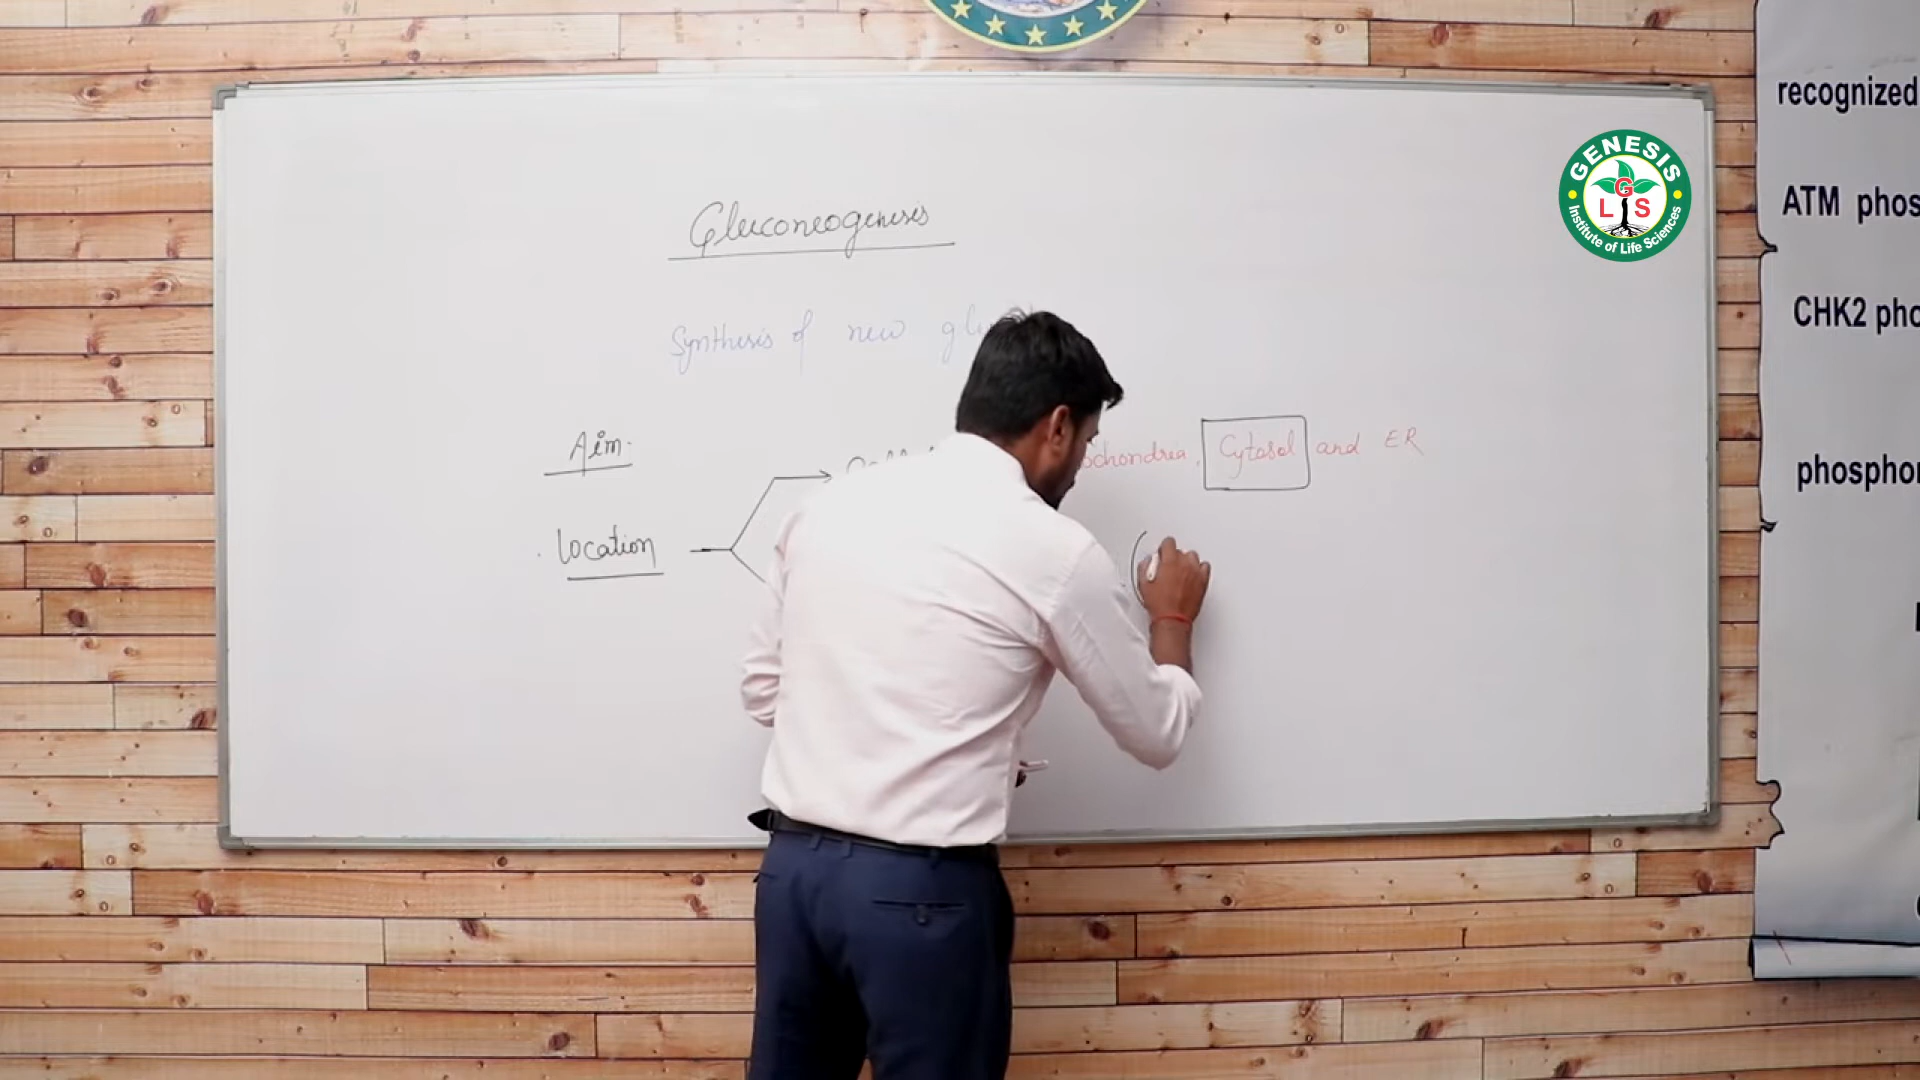 Gluconeogenesis
Synthesis of new
Aim.
Cytosol and ER
. Location
(
GENESIS
G
L S
Institute of Life Sciences
recognized
ATM phos
CHK2 pho
phosphor